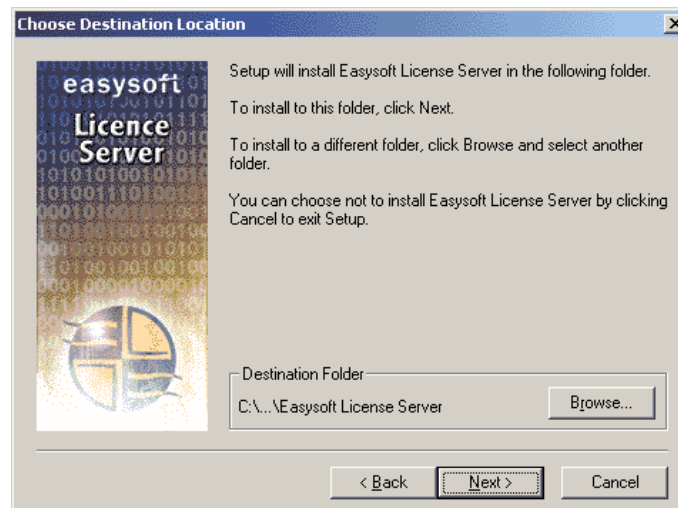 Choose Destination Location
easysoft
Licence
Server
Setup will install Easysoft License Server in the following folder.
To install to this folder, click Next.
To install to a different folder, click Browse and select another
folder.
You can choose not to install Easysoft License Server by clicking
Cancel to exit Setup.
Destination Folder
C:\...\Easysoft License Server
Browse...
< Back
Next >
Cancel